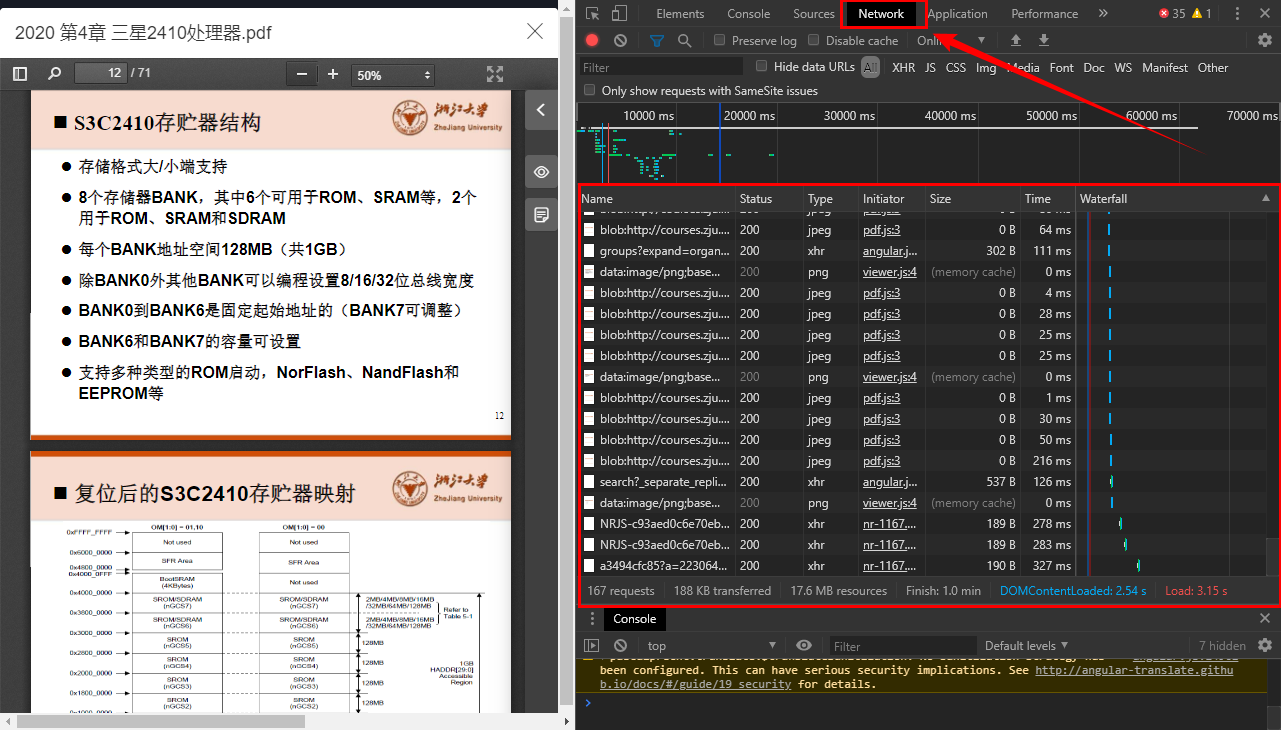 2020 第4章 三星2410处理器.pdf
12 / 71
50%
S3C2410存贮器结构
浙江大学
ZheJiang University
存储格式大/小端支持
8个存储器BANK，其中6个可用于ROM、SRAM等，2个
用于ROM、SRAM和SDRAM
每个BANK地址空间128MB（共1GB）
除BANK0外其他BANK可以编程设置8/16/32位总线宽度
BANK0到BANK6是固定起始地址的（BANK7可调整）
BANK6和BANK7的容量可设置
支持多种类型的ROM启动，NorFlash、NandFlash和
EEPROM等
12
复位后的S3C2410存贮器映射
浙江大学
ZheJiang University
OM[1:0] = 01,10 OM[1:0] = 00
0xFFFF_FFFF
Not used Not used
0x6000_0000
SFR Area SFR Area
0x4800_0000
0x4000_0FFF
BootSRAM
(4KBytes)
Not used
0x4000_0000
SROM/SDRAM
(nGCS7)
SROM/SDRAM
(nGCS7)
2MB/4MB/8MB/16MB
/32MB/64MB/128MB
0x3800_0000
SROM/SDRAM
(nGCS6)
SROM/SDRAM
(nGCS6)
2MB/4MB/8MB/16MB
/32MB/64MB/128MB
Refer to
Table 5-1
0x3000_0000
SROM
(nGCS5)
SROM
(nGCS5)
128MB
0x2800_0000
SROM
(nGCS4)
SROM
(nGCS4)
128MB
0x2000_0000
SROM
(nGCS3)
SROM
(nGCS3)
128MB
1GB
HADDR[29:0]
Accessible
Region
0x1800_0000
SROM
(nGCS2)
SROM
(nGCS2)
128MB
0x1000_0000
Elements Console Sources Network Application Performance 35 1
Preserve log Disable cache
Filter Hide data URLs All XHR JS CSS Img Media Font Doc WS Manifest Other
Only show requests with SameSite issues
10000 ms 20000 ms 30000 ms 40000 ms 50000 ms 60000 ms 70000 ms
Name Status Type Initiator Size Time Waterfall
blob:http://courses.zju.... 200 jpeg pdf.js:3 0 B 64 ms
groups?expand=organ... 200 xhr angular.j... 302 B 111 ms
data:image/png;base... 200 png viewer.js:4 (memory cache) 0 ms
blob:http://courses.zju.... 200 jpeg pdf.js:3 0 B 4 ms
blob:http://courses.zju.... 200 jpeg pdf.js:3 0 B 28 ms
blob:http://courses.zju.... 200 jpeg pdf.js:3 0 B 25 ms
blob:http://courses.zju.... 200 jpeg pdf.js:3 0 B 25 ms
data:image/png;base... 200 png viewer.js:4 (memory cache) 0 ms
blob:http://courses.zju.... 200 jpeg pdf.js:3 0 B 1 ms
blob:http://courses.zju.... 200 jpeg pdf.js:3 0 B 30 ms
blob:http://courses.zju.... 200 jpeg pdf.js:3 0 B 50 ms
blob:http://courses.zju.... 200 jpeg pdf.js:3 0 B 216 ms
search?_separate_repli... 200 xhr angular.j... 537 B 126 ms
data:image/png;base... 200 png viewer.js:4 (memory cache) 0 ms
NRJS-c93aed0c6e70eb... 200 xhr nr-1167.... 189 B 278 ms
NRJS-c93aed0c6e70eb... 200 xhr nr-1167.... 189 B 283 ms
a3494cfc85?a=223064... 200 xhr nr-1167.... 190 B 327 ms
167 requests 188 KB transferred 17.6 MB resources Finish: 1.0 min DOMContentLoaded: 2.54 s Load: 3.15 s
Console
top Filter Default levels 7 hidden
been configured. This can have serious security implications. See http://angular-translate.githu
b.io/docs/#/guide/19_security for details.